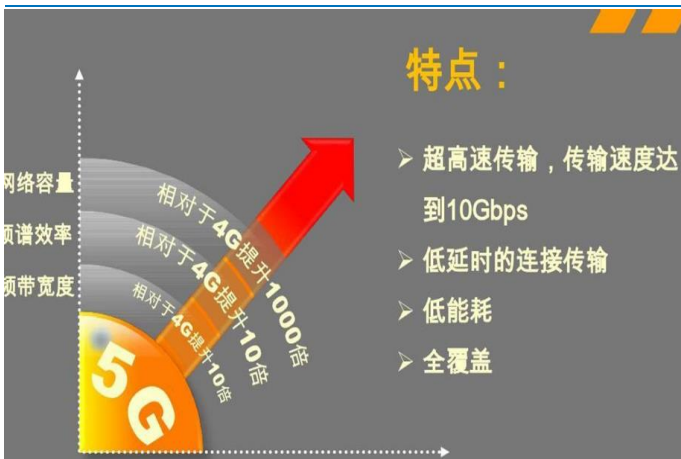 特点：
超高速传输，传输速度达
到10Gbps
低延时的连接传输
低能耗
全覆盖
网络容量
频谱效率
频带宽度
相对于4G提升1000倍
相对于4G提升10倍
相对于4G提升10倍
5G